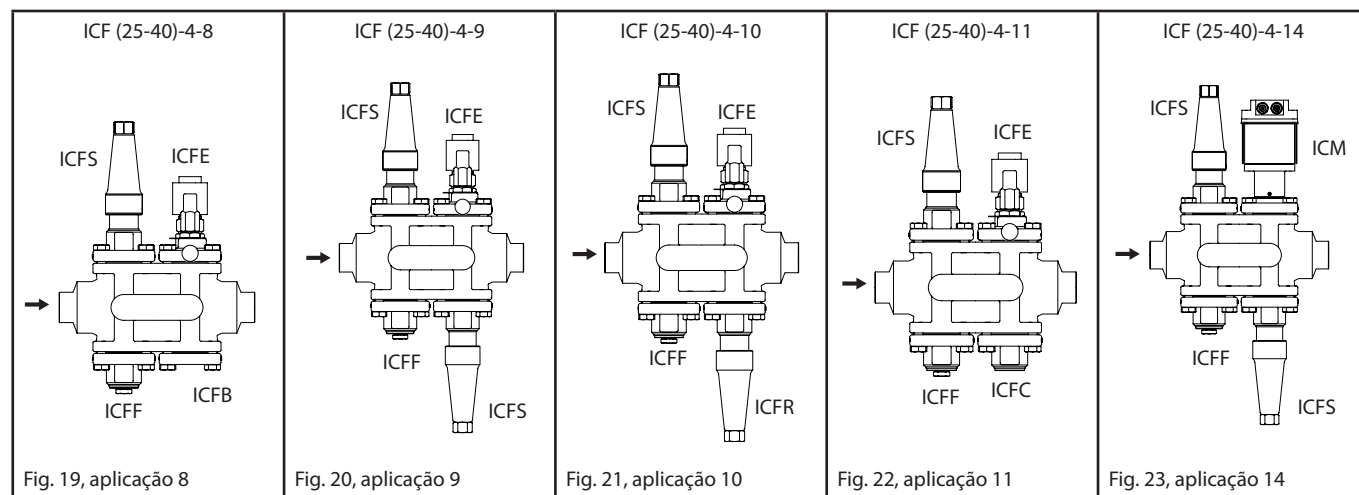 ICF (25-40)-4-8
ICFS
ICFE
ICFF
ICFB
Fig. 19, aplicação 8
ICF (25-40)-4-9
ICFS
ICFE
ICFF
ICFS
Fig. 20, aplicação 9
ICF (25-40)-4-10
ICFS
ICFE
ICFF
ICFR
Fig. 21, aplicação 10
ICF (25-40)-4-11
ICFS
ICFE
ICFF
ICFC
Fig. 22, aplicação 11
ICF (25-40)-4-14
ICFS
ICM
ICFF
ICFS
Fig. 23, aplicação 14